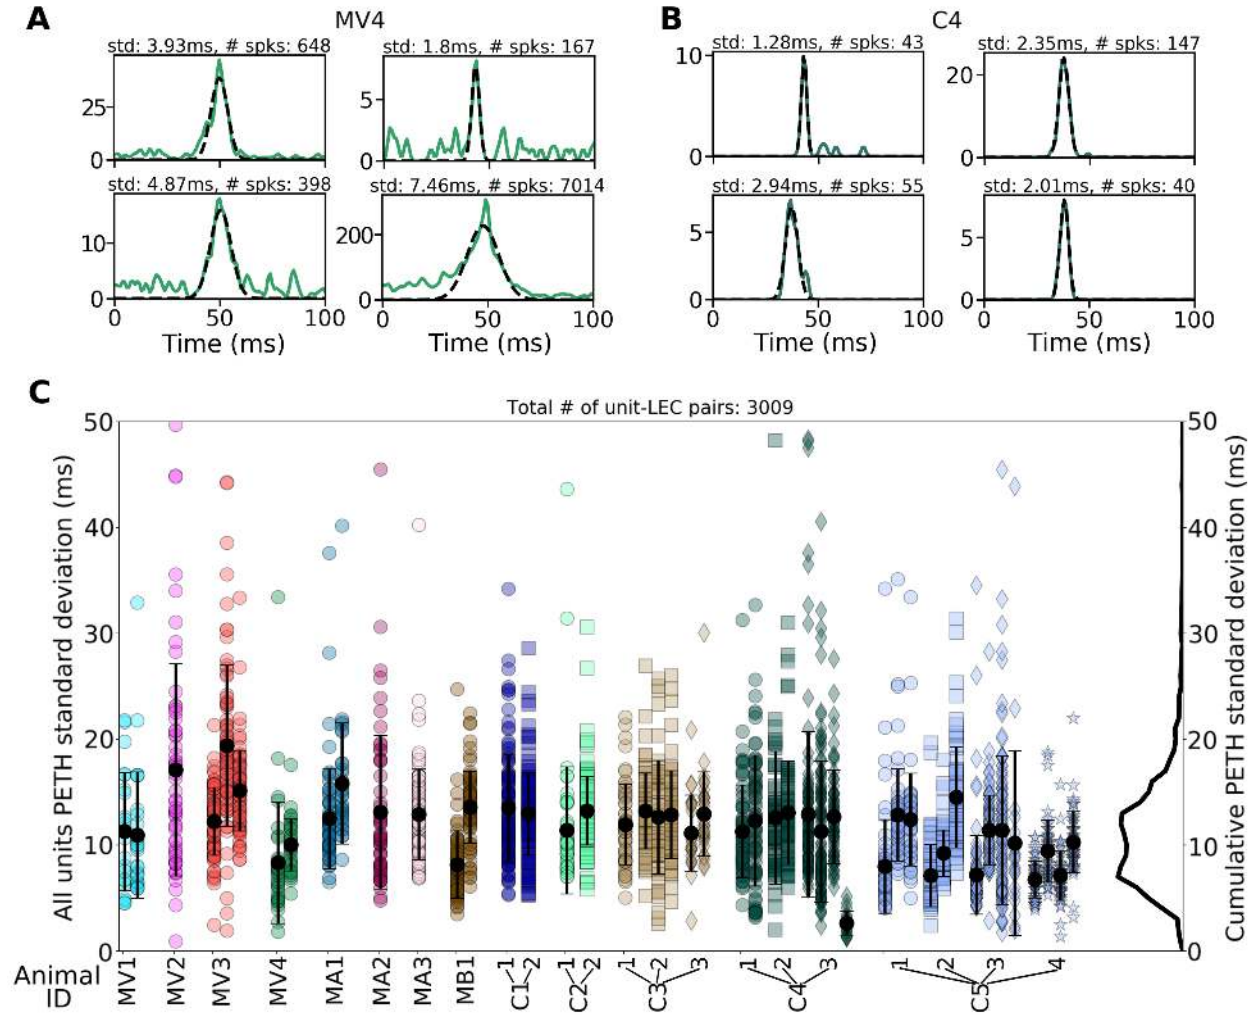 A
MV4
B
C4
std: 3.93ms, # spks: 648
std: 1.8ms, # spks: 167
std: 1.28ms # spks: 43
std: 2.35ms, # spks: 147
25
0
5
0
10
0
20
0
std: 4.87ms, # spks: 398
std: 7.46ms, # spks: 7014
std: 2.94ms # spks: 55
std: 2.01ms, # spks: 40
10
0
200
0
5
0
5
0
0 50 100
0 50 100
0 50 100
0 50 100
Time (ms)
Time (ms)
Time (ms)
Time (ms)
C
Total # of unit-LEC pairs: 3009
All units PETH standard deviation (ms)
50
40
30
20
10
0
50
40
30
20
10
0
Cumulative PETH standard deviation (ms)
Animal ID
MV1
MV2
MV3
MV4
MA1
MA2
MA3
MB1
1 2
C1
1 2
C2
1 2 3
C3
1 2 3
C4
1 2 3 4
C5